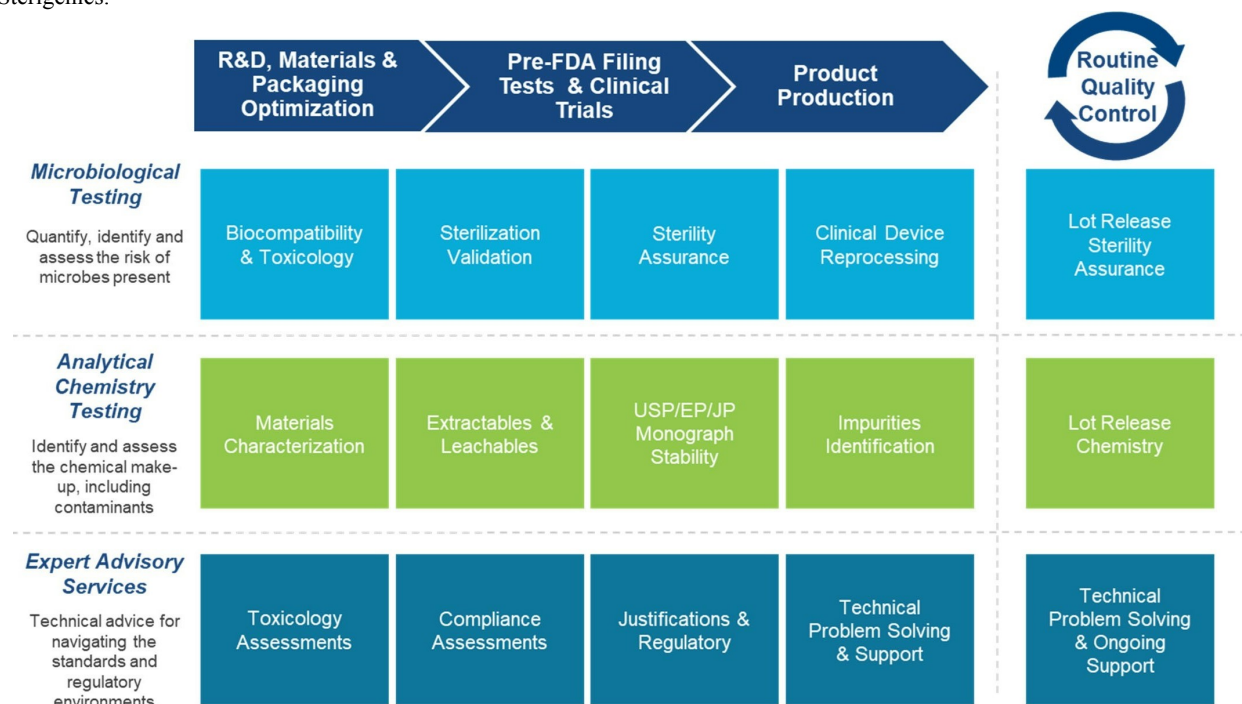 Sterigenics.
R&D, Materials &
Packaging
Optimization
Pre-FDA Filing
Tests & Clinical
Trials
Product
Production
Routine
Quality
Control
Microbiological
Testing
Quantify, identify and
assess the risk of
microbes present
Biocompatibility
& Toxicology
Sterilization
Validation
Sterility
Assurance
Clinical Device
Reprocessing
Lot Release
Sterility
Assurance
Analytical
Chemistry
Testing
Identify and assess
the chemical make-
up, including
contaminants
Materials
Characterization
Extractables &
Leachables
USP/EP/JP
Monograph
Stability
Impurities
Identification
Lot Release
Chemistry
Expert Advisory
Services
Technical advice for
navigating the
standards and
regulatory
environments
Toxicology
Assessments
Compliance
Assessments
Justifications &
Regulatory
Technical
Problem Solving
& Support
Technical
Problem Solving
& Ongoing
Support